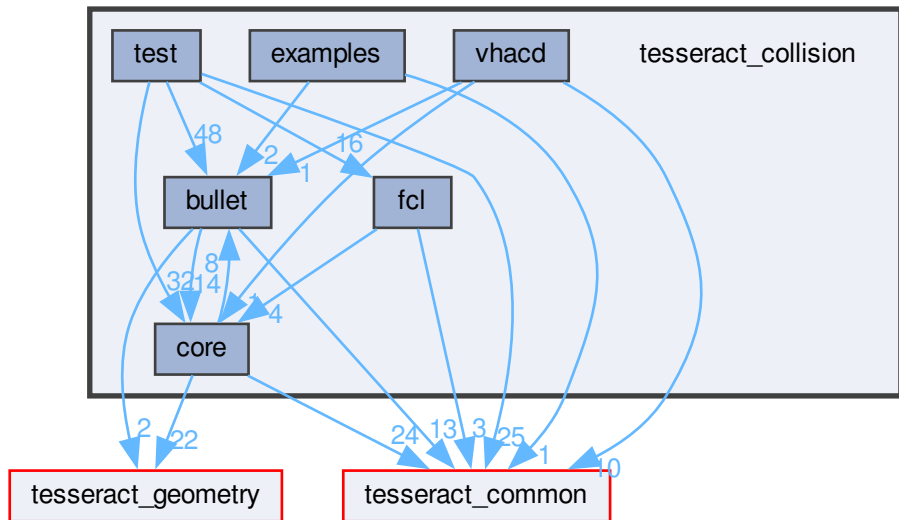 test
examples
vhacd
tesseract_collision
48
2
1
16
bullet
fcl
8
32
14
1
4
core
2
22
24
13
3
25
1
10
tesseract_geometry
tesseract_common